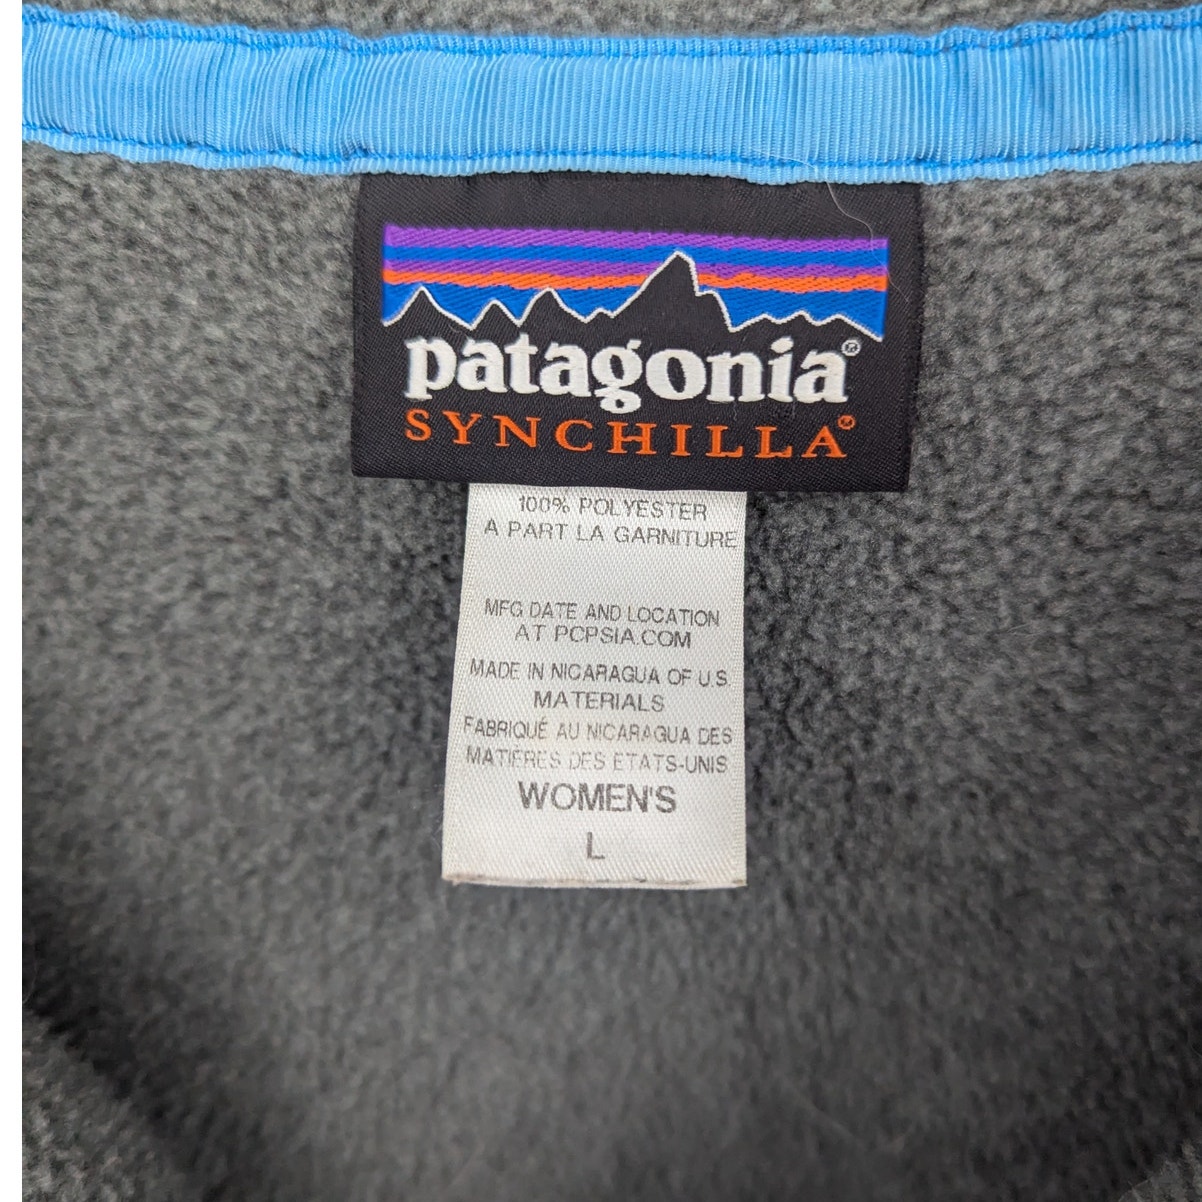 patagonia®
SYNCHILLA®
100% POLYESTER
A PART LA GARNITURE
MFG DATE AND LOCATION
AT PCPSIA.COM
MADE IN NICARAGUA OF U.S.
MATERIALS
FABRIQUÉ AU NICARAGUA DES
MATIÈRES DES ETATS-UNIS
WOMEN'S
L